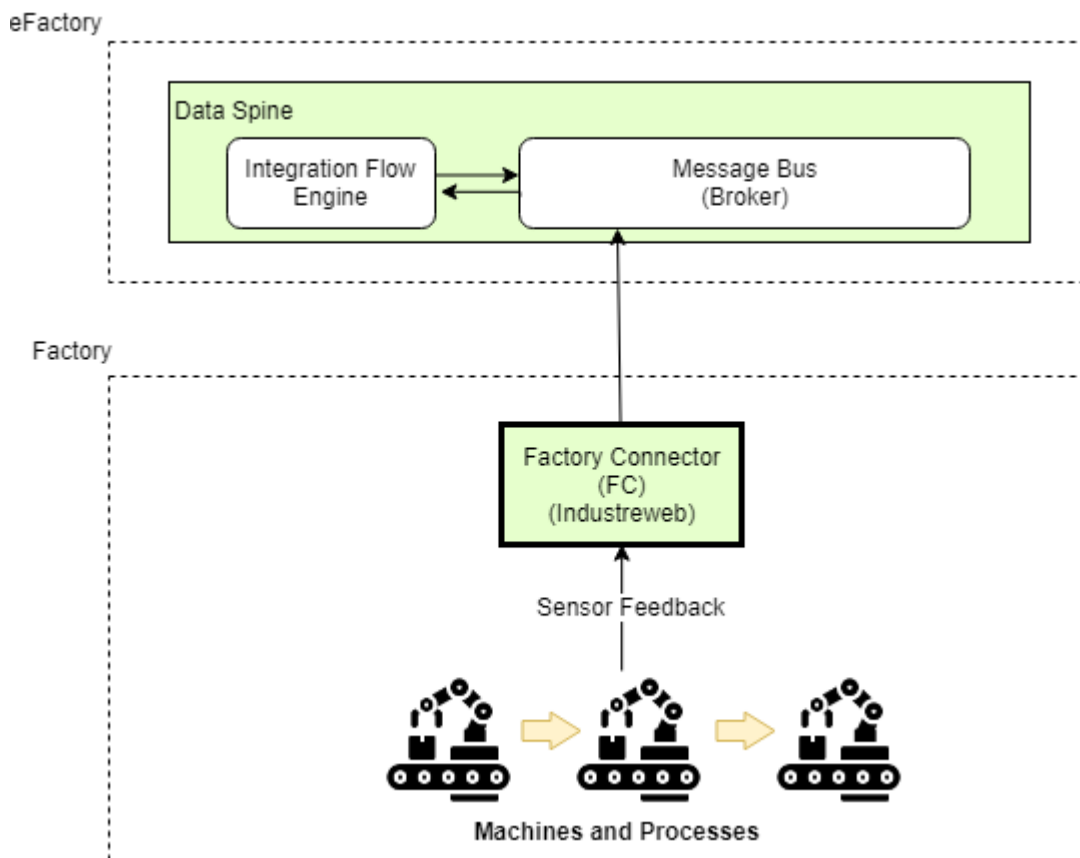 eFactory
Data Spine
Integration Flow
Engine
Message Bus
(Broker)
Factory
Factory Connector
(FC)
(Industreweb)
Sensor Feedback
Machines and Processes